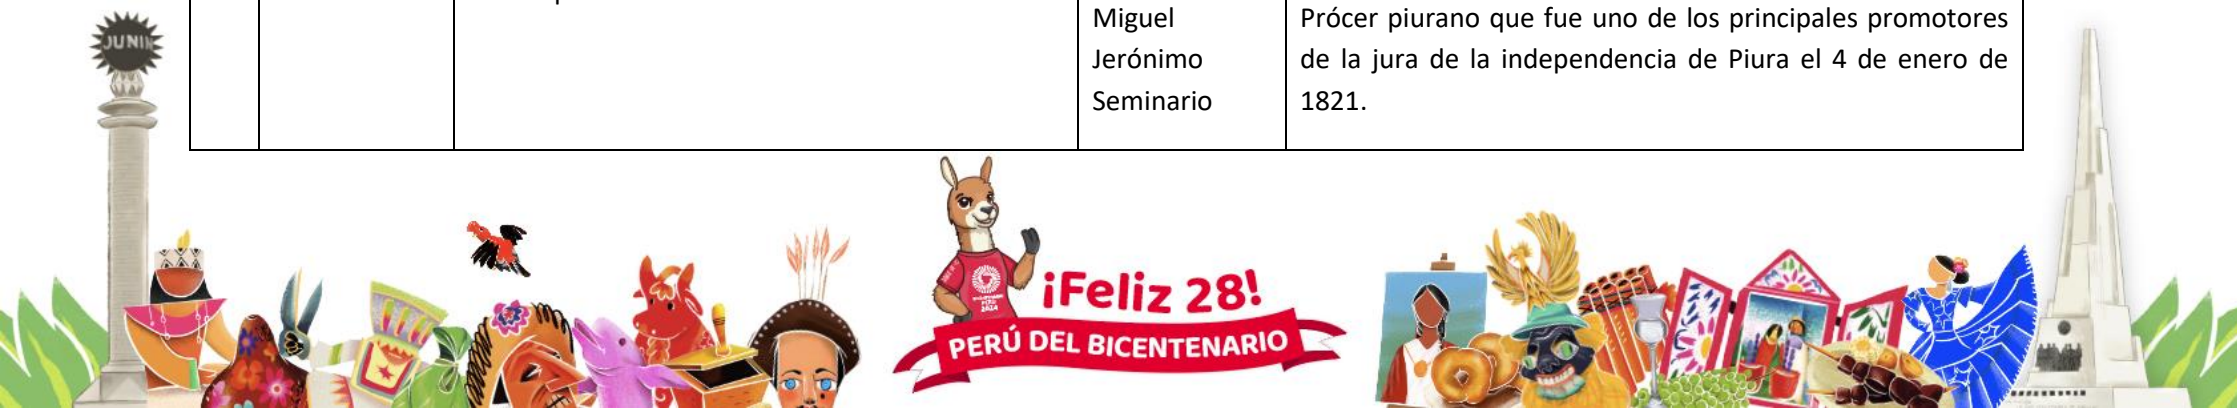 Miguel
Jerónimo
Seminario
Prócer piurano que fue uno de los principales promotores
de la jura de la independencia de Piura el 4 de enero de
1821.
JUNIN
¡Feliz 28!
PERÚ DEL BICENTENARIO